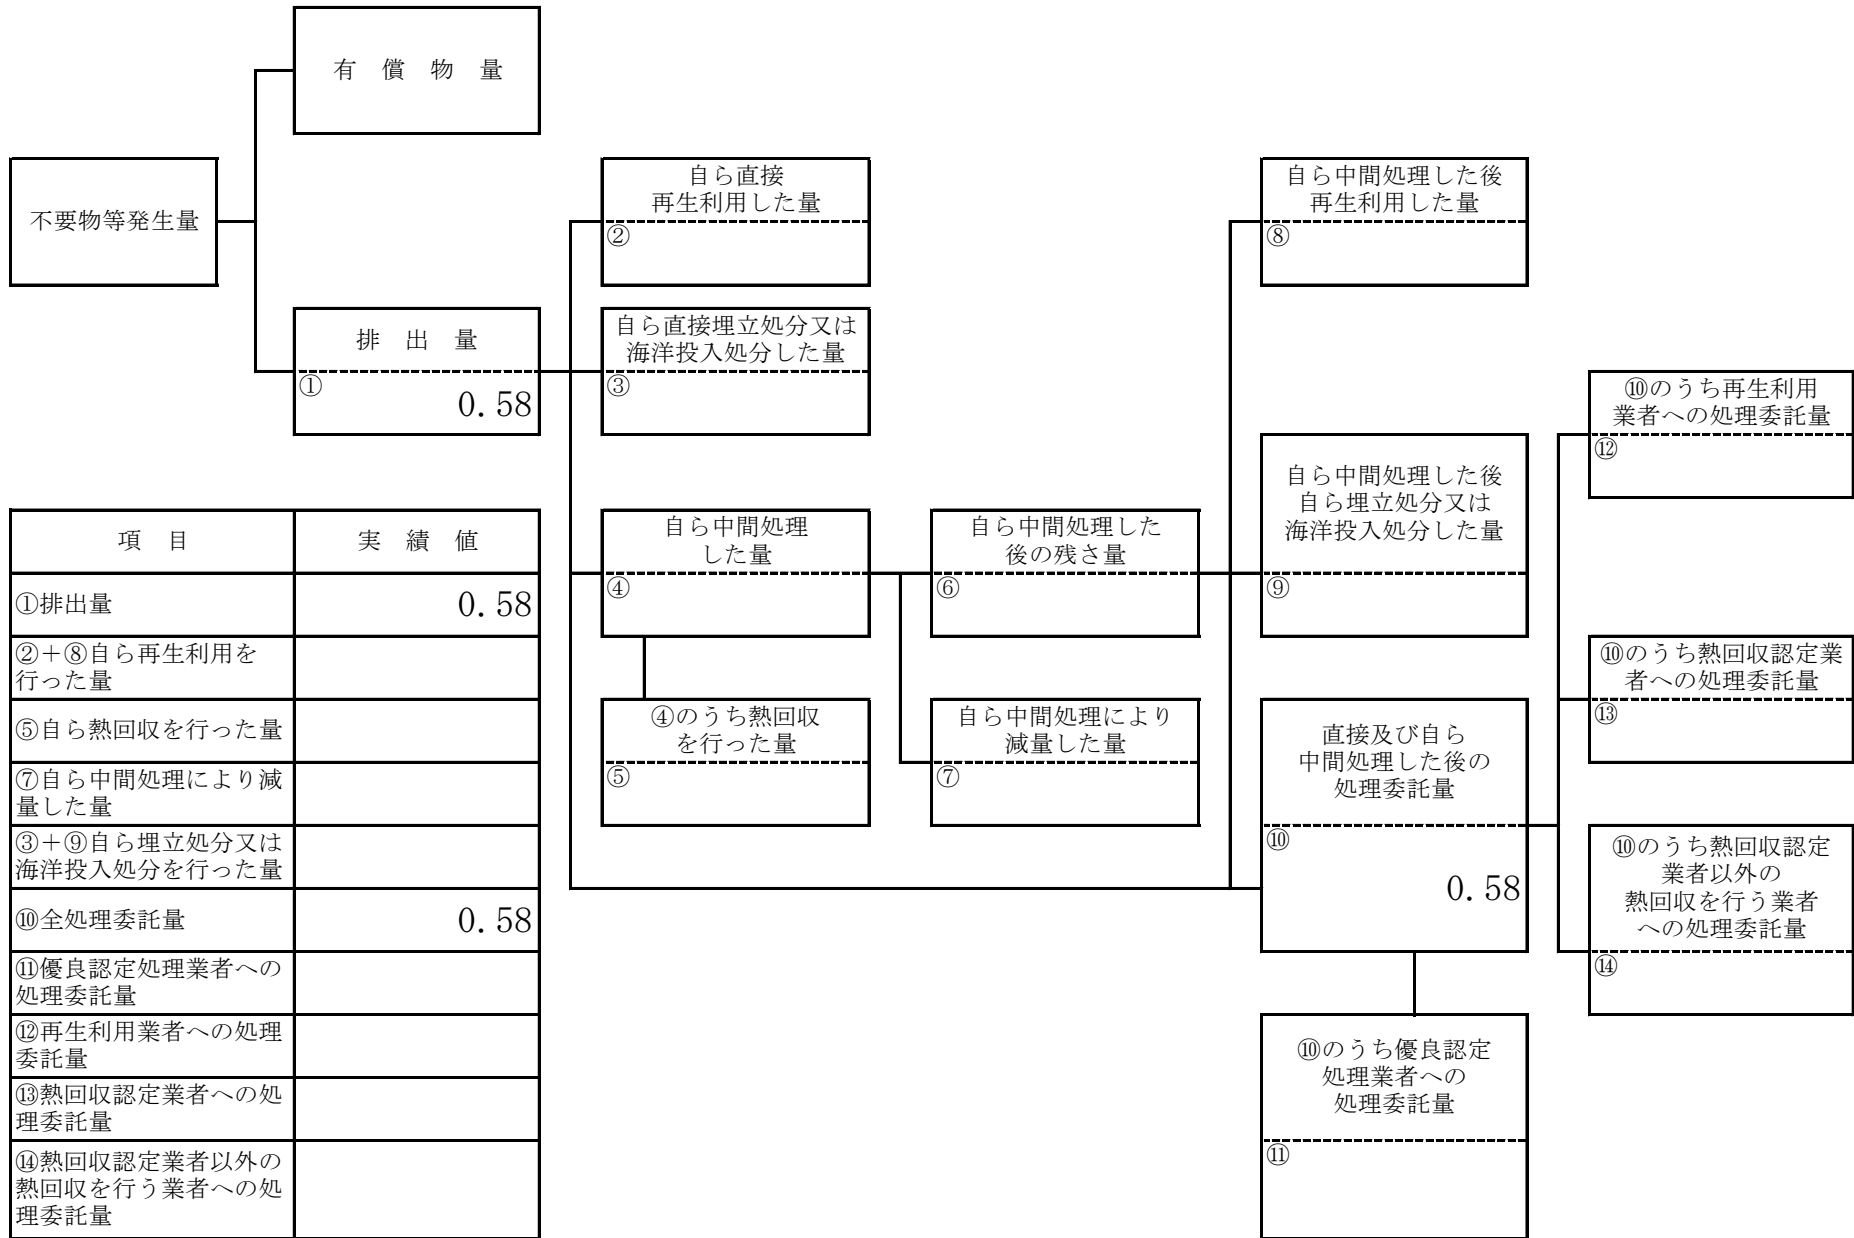 有　償　物　量
不要物等発生量
排　出　量
①
0.58
自ら直接
再生利用した量
②
自ら直接埋立処分又は
海洋投入処分した量
③
自ら中間処理
した量
④
④のうち熱回収
を行った量
⑤
自ら中間処理した
後の残さ量
⑥
自ら中間処理により
減量した量
⑦
自ら中間処理した後
再生利用した量
⑧
自ら中間処理した後
自ら埋立処分又は
海洋投入処分した量
⑨
直接及び自ら
中間処理した後の
処理委託量
⑩
0.58
⑩のうち優良認定
処理業者への
処理委託量
⑪
⑩のうち再生利用
業者への処理委託量
⑫
⑩のうち熱回収認定業
者への処理委託量
⑬
⑩のうち熱回収認定
業者以外の
熱回収を行う業者
への処理委託量
⑭
項　目
実　績　値
①排出量
0.58
②＋⑧自ら再生利用を
行った量
⑤自ら熱回収を行った量
⑦自ら中間処理により減
量した量
③＋⑨自ら埋立処分又は
海洋投入処分を行った量
⑩全処理委託量
0.58
⑪優良認定処理業者への
処理委託量
⑫再生利用業者への処理
委託量
⑬熱回収認定業者への処
理委託量
⑭熱回収認定業者以外の
熱回収を行う業者への処
理委託量